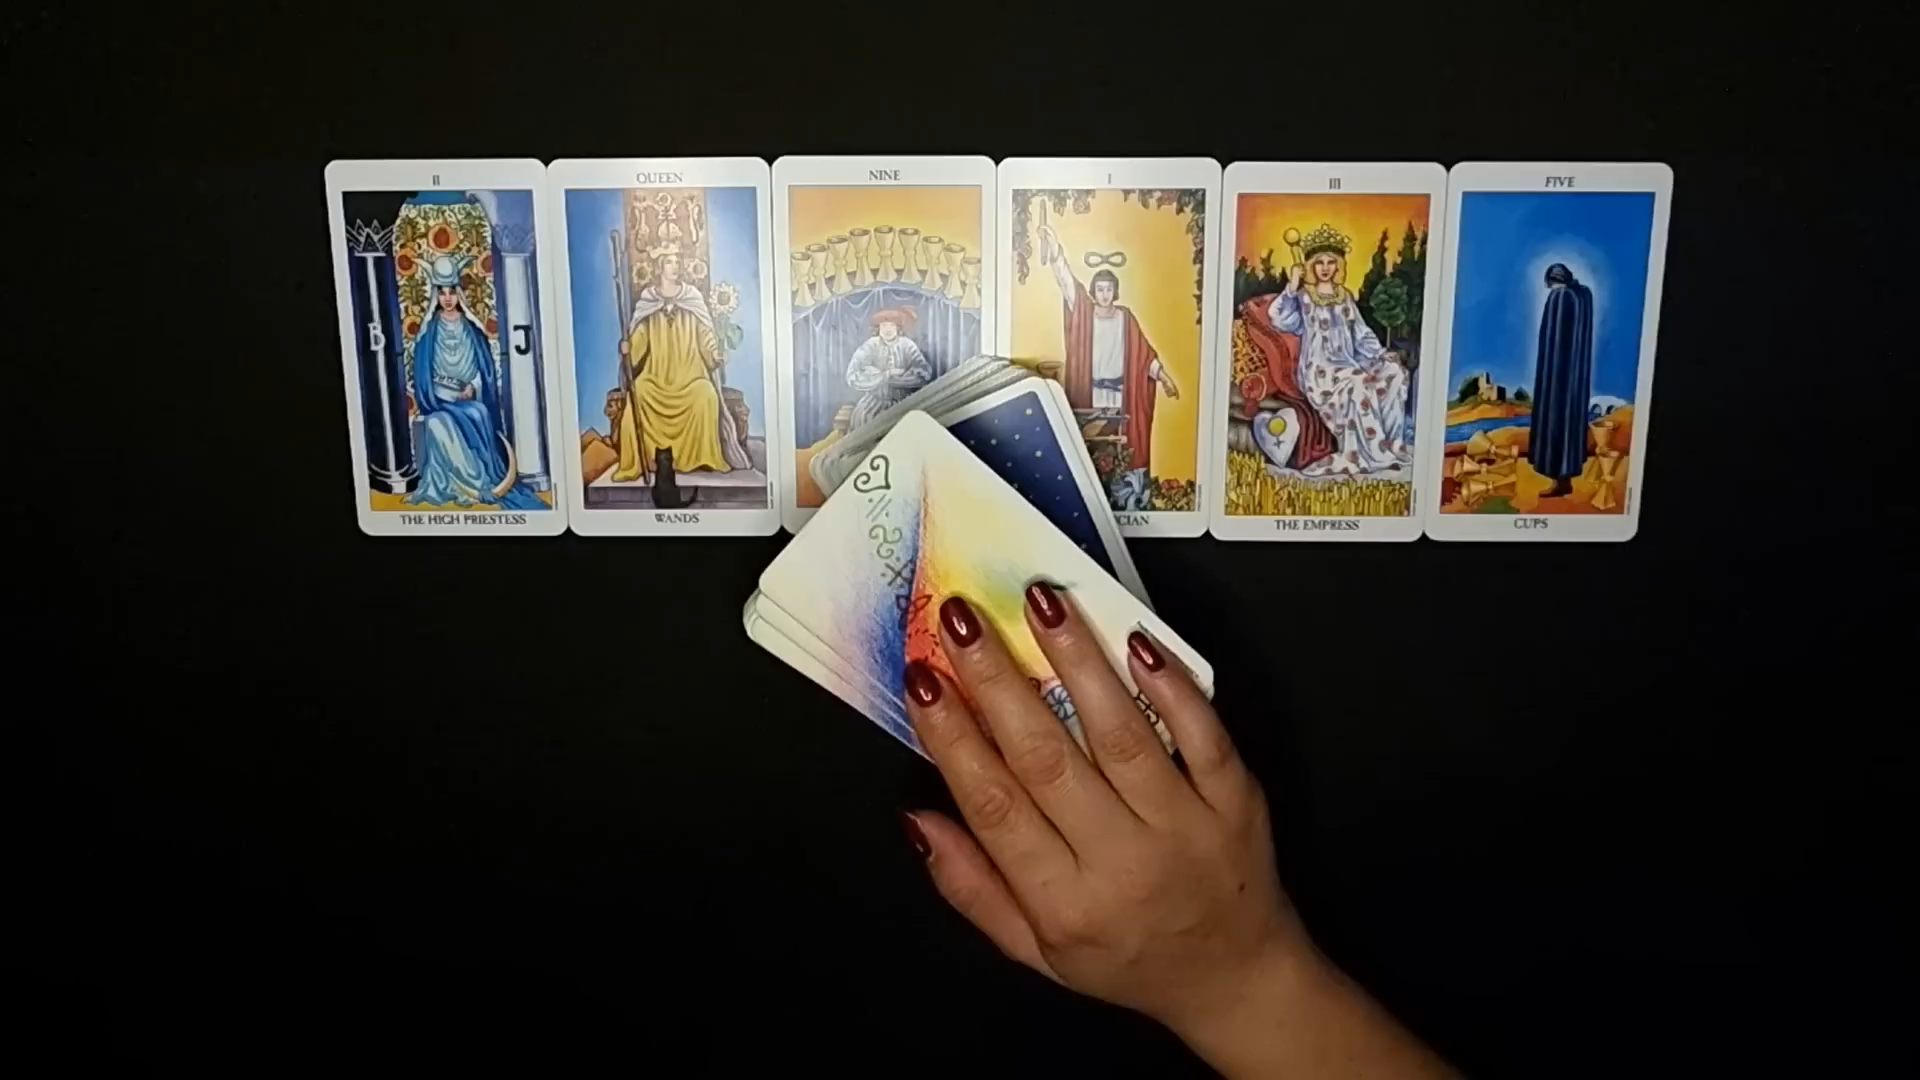 II
QUEEN
NINE
I
III
FIVE
B
J
THE HIGH PRIESTESS
WANDS
CIAN
THE EMPRESS
CUPS